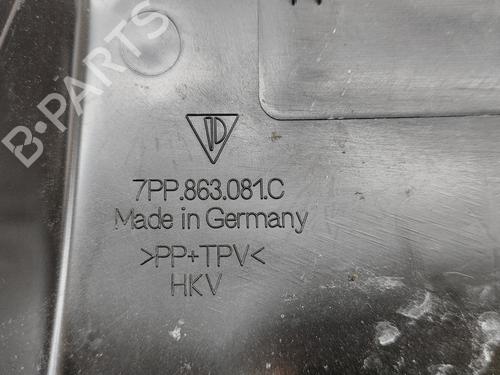 B-PARTS
7PP.863.081.C
Made in Germany
>PP+TPV<
HKV